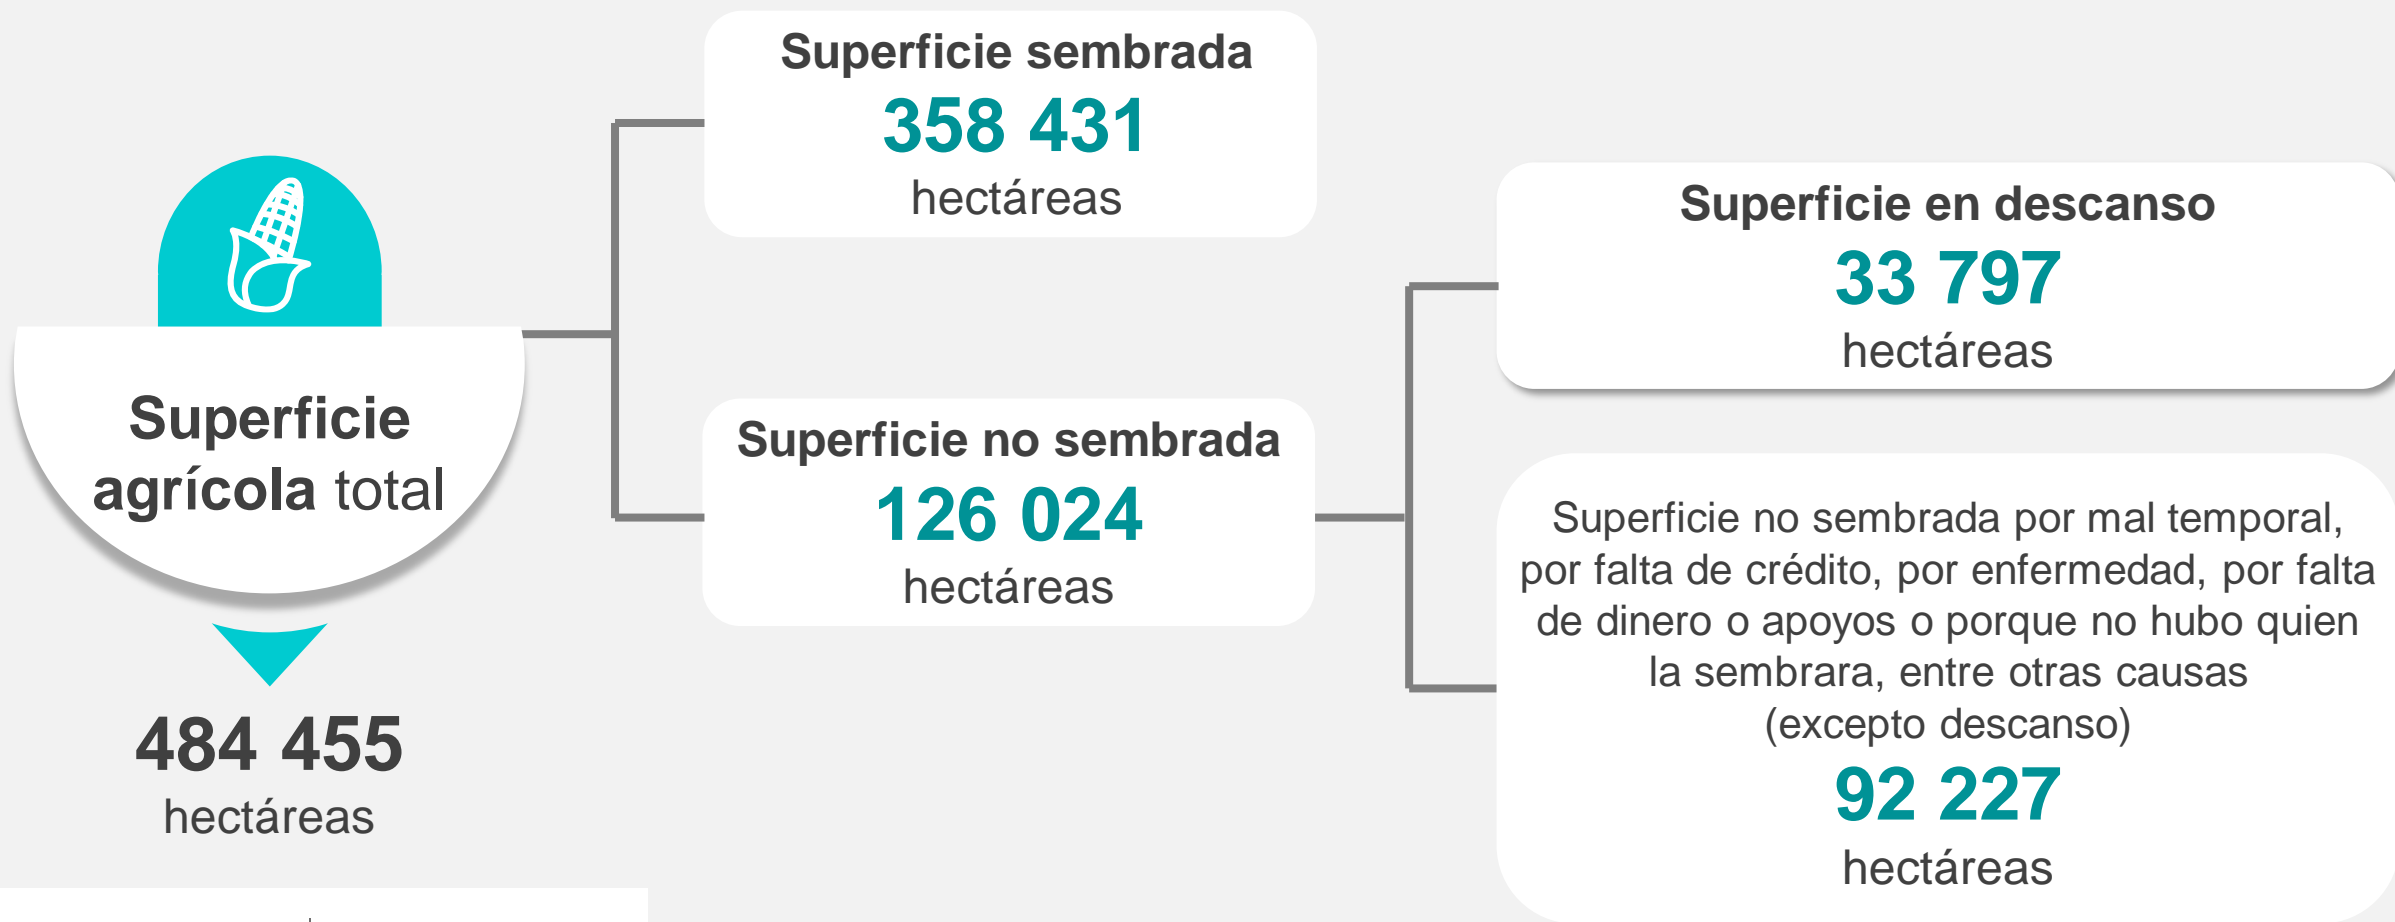 Superficie
agrícola total
484 455
hectáreas
Superficie sembrada
358 431
hectáreas
Superficie no sembrada
126 024
hectáreas
Superficie en descanso
33 797
hectáreas
Superficie no sembrada por mal temporal,
por falta de crédito, por enfermedad, por falta
de dinero o apoyos o porque no hubo quien
la sembrara, entre otras causas
(excepto descanso)
92 227
hectáreas